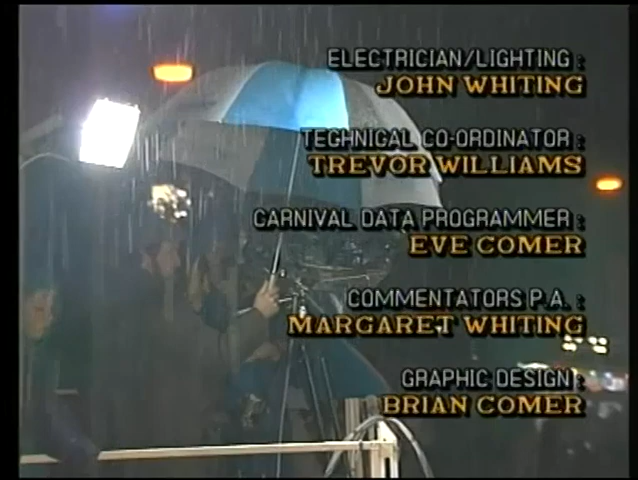 ELECTRICIAN/LIGHTING :
JOHN WHITING
TECHNICAL CO-ORDINATOR :
TREVOR WILLIAMS
CARNIVAL DATA PROGRAMMER :
EVE COMER
COMMENTATORS P.A. :
MARGARET WHITING
GRAPHIC DESIGN :
BRIAN COMER